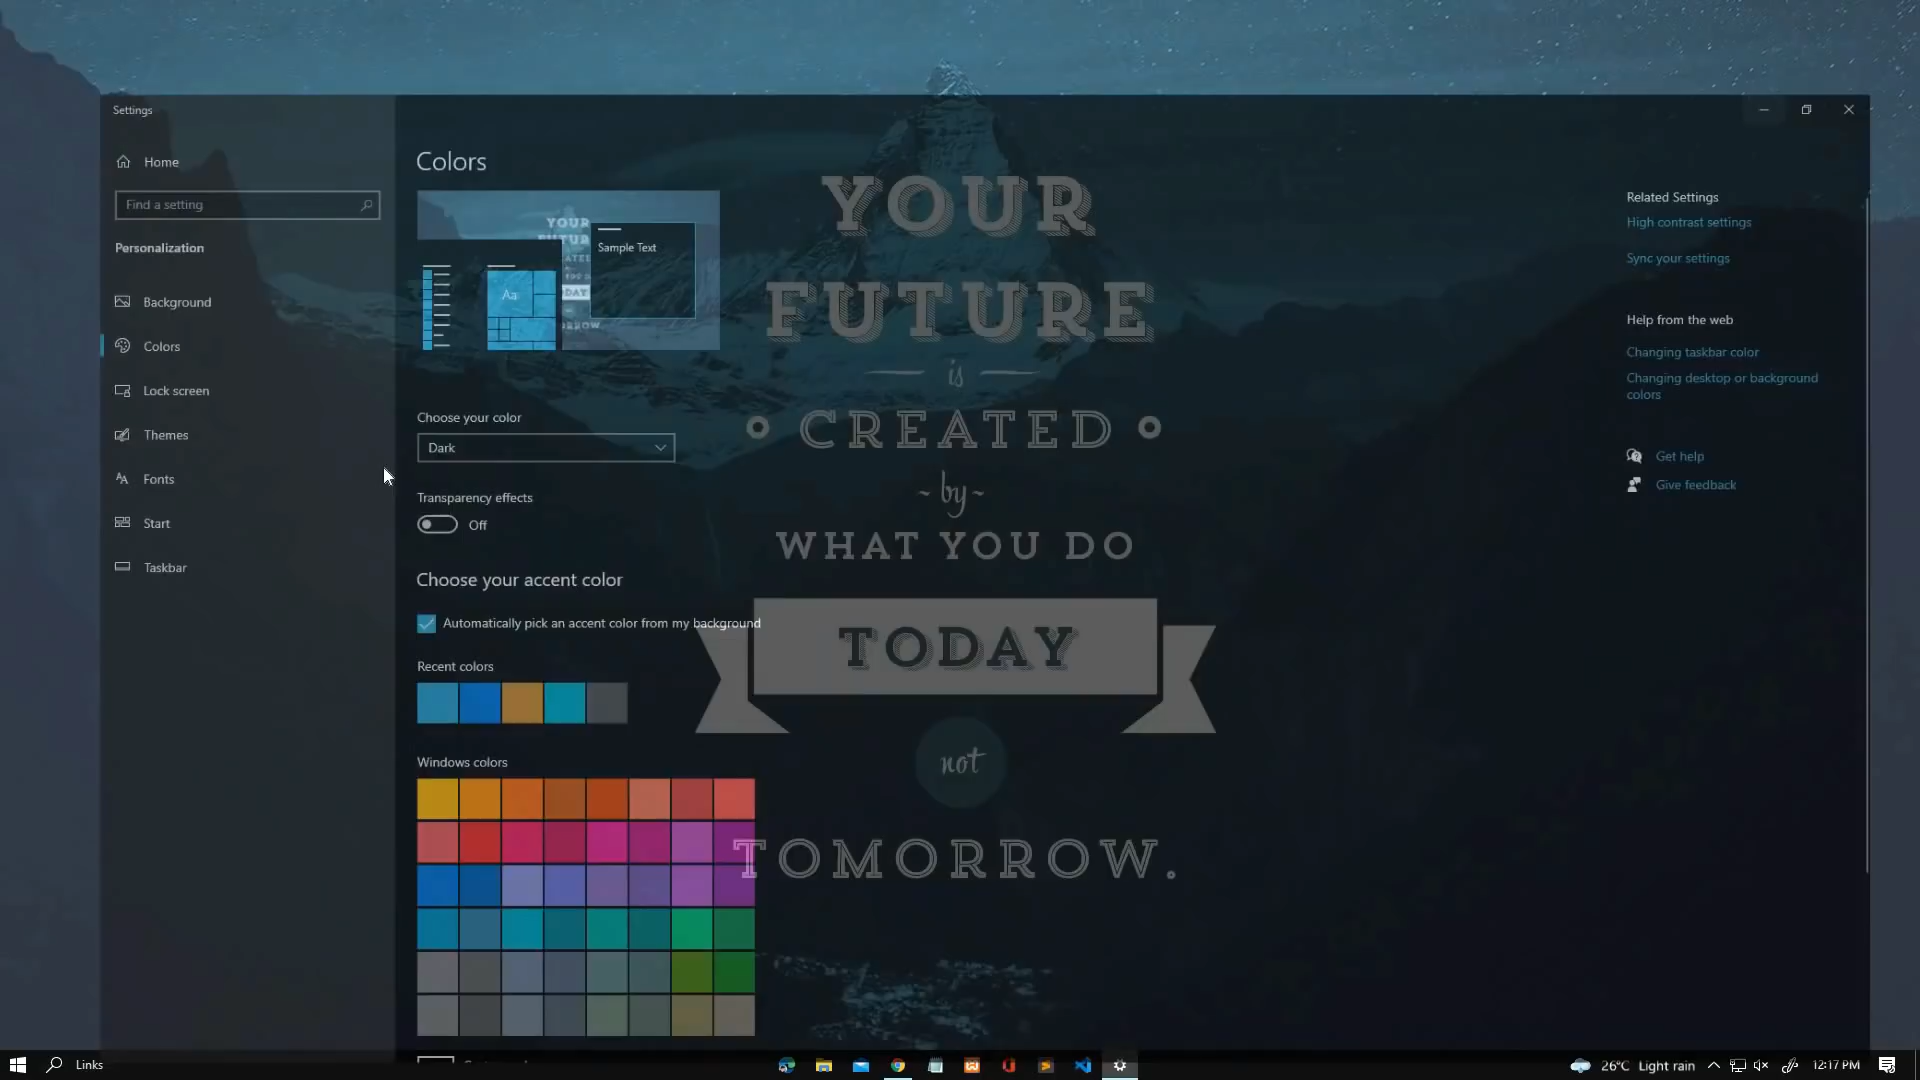 Settings
Home
Find a setting
Personalization
Background
Colors
Lock screen
Themes
Fonts
Start
Taskbar
Colors
YOUR
Sample Text
Aa
Choose your color
Dark
Transparency effects
Off
Choose your accent color
Automatically pick an accent color from my background
Recent colors
Windows colors
YOUR
FUTURE
is
CREATED
~by~
WHAT YOU DO
TODAY
not
TOMORROW.
Related Settings
High contrast settings
Sync your settings
Help from the web
Changing taskbar color
Changing desktop or background
colors
Get help
Give feedback
Links
26°C Light rain
12:17 PM